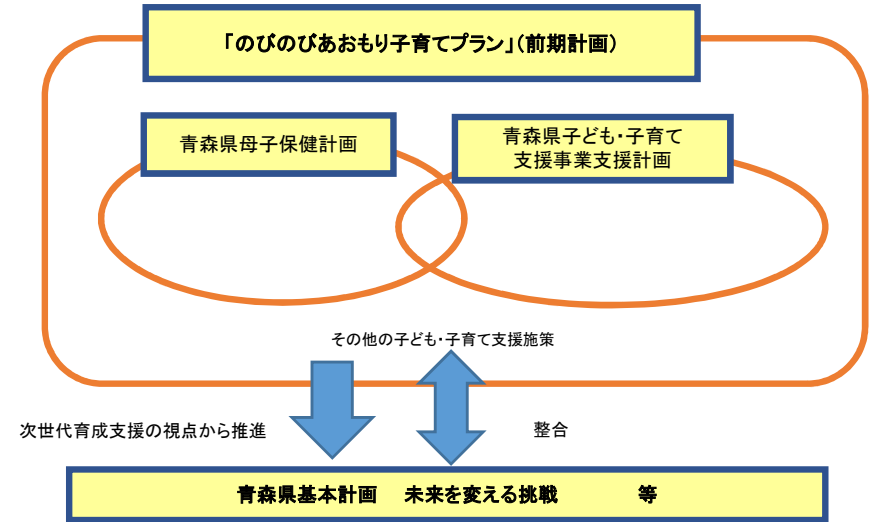 「のびのびあおもり子育てプラン」（前期計画）
青森県母子保健計画
青森県子ども・子育て
支援事業支援計画
その他の子ども・子育て支援施策
次世代育成支援の視点から推進
整合
青森県基本計画　未来を変える挑戦　　　　等